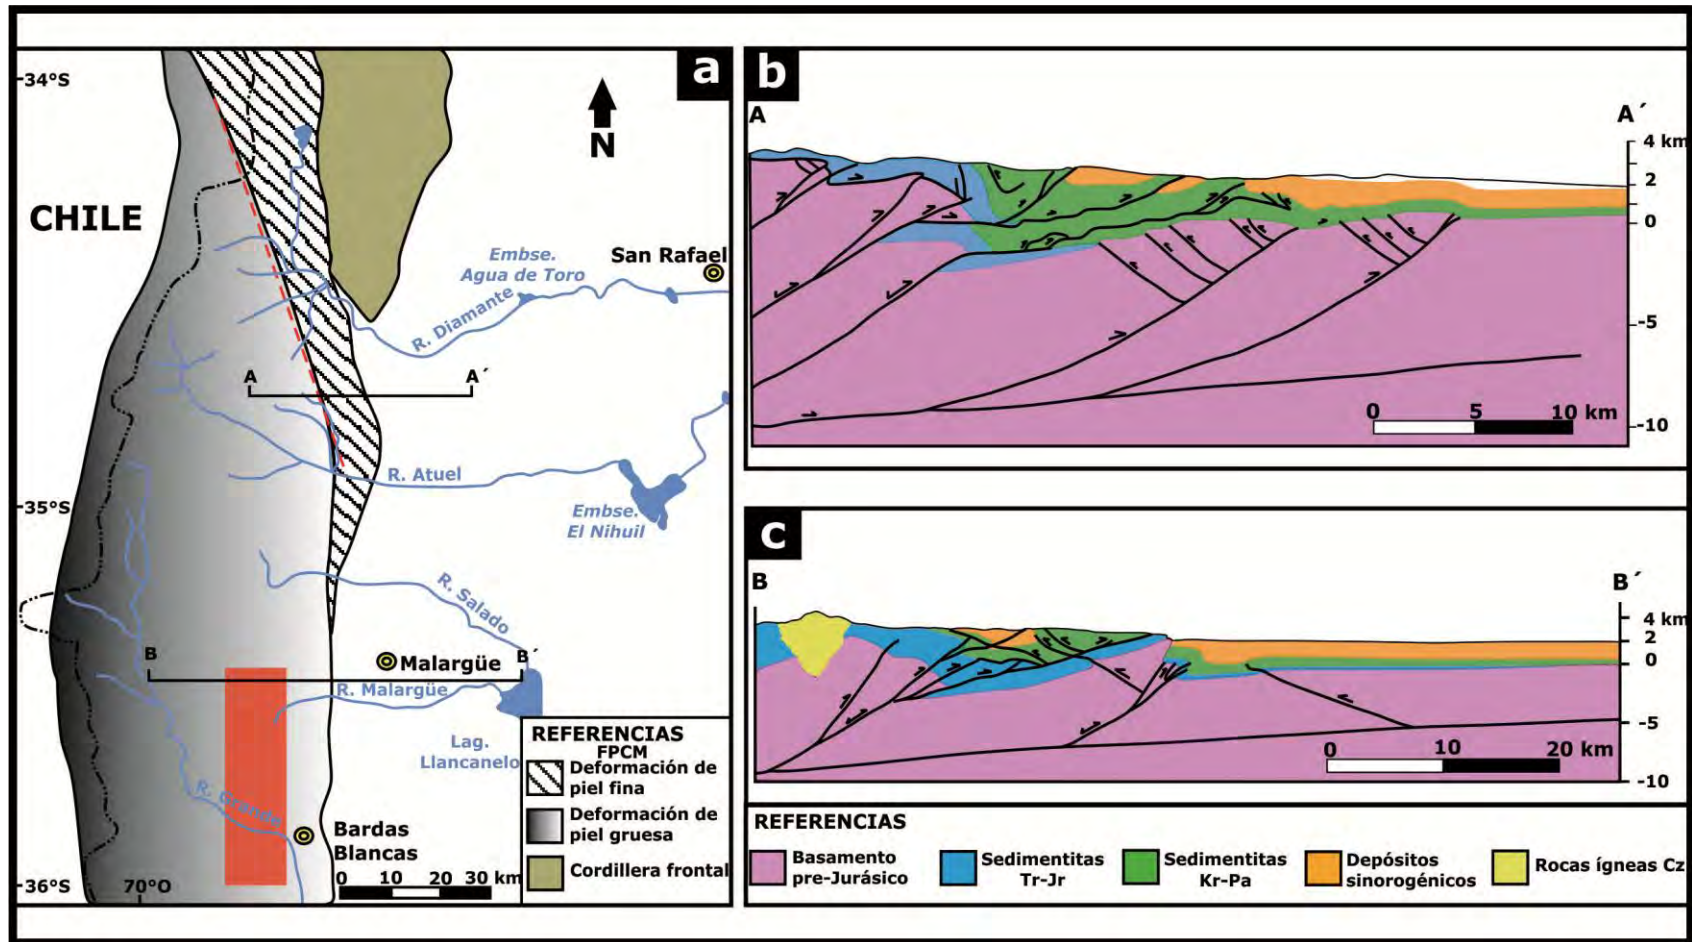 a
34°S
N
CHILE
San Rafael
Embse.
Agua de Toro
R. Diamante
A
A´
R. Atuel
35°S
Embse.
El Nihuil
R. Salado
B
B´
Malargüe
R. Malargüe
Lag.
Llancanelo
R. Grande
Bardas
Blancas
0 10 20 30 km
36°S
70°O
REFERENCIAS
FPCM
Deformación de
piel fina
Deformación de
piel gruesa
Cordillera frontal
b
A
A´
4 km
2
0
-5
-10
0 5 10 km
c
B
B´
4 km
2
0
-5
-10
0 10 20 km
REFERENCIAS
Basamento
pre-Jurásico
Sedimentitas
Tr-Jr
Sedimentitas
Kr-Pa
Depósitos
sinorogénicos
Rocas ígneas Cz